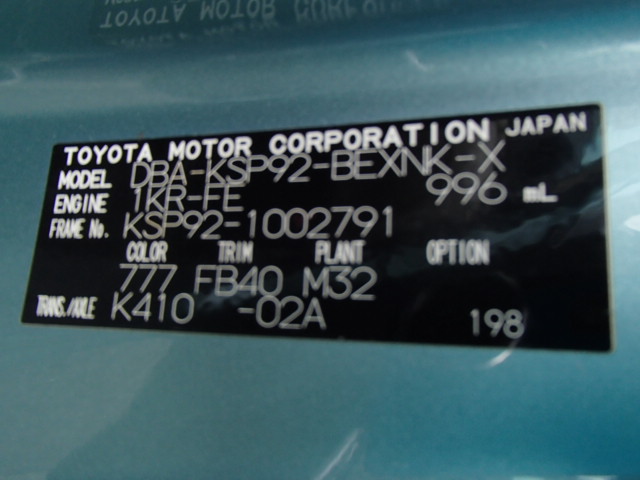 TOYOTA MOTOR CORPORATION JAPAN
MODEL DBA-KSP92-BEXNK-X
ENGINE 1KR-FE 996 mL
FRAME No. KSP92-1002791
COLOR TRIM PLANT OPTION
777 FB40 M32
TRANS./AXLE K410 -02A 198